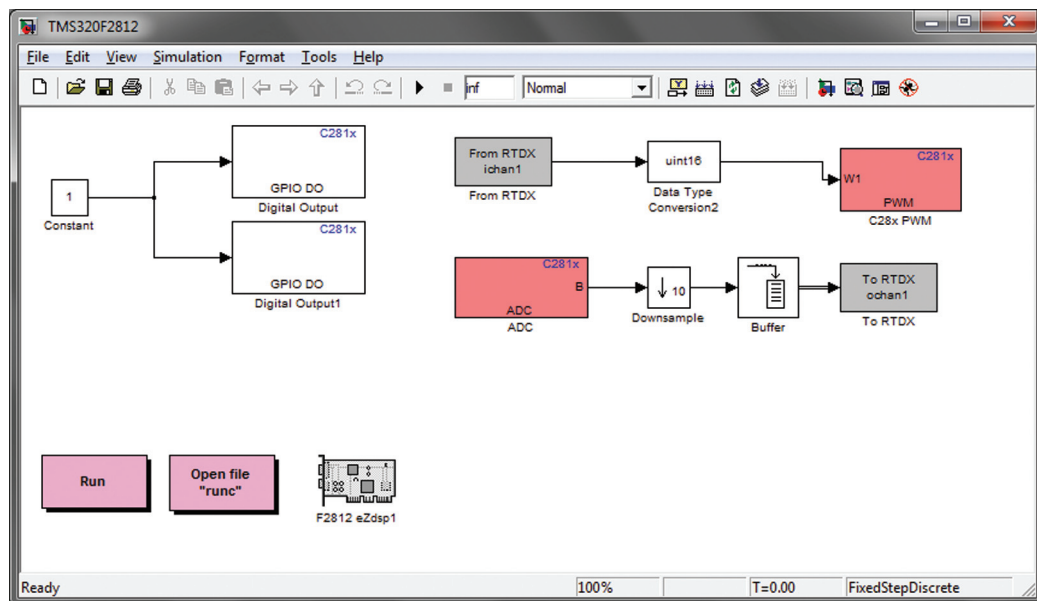 TMS320F2812
File Edit View Simulation Format Tools Help
inf Normal
C281x
GPIO DO
Digital Output
1
Constant
C281x
GPIO DO
Digital Output1
From RTDX
ichan1
From RTDX
uint16
Data Type
Conversion2
C281x
W1
PWM
C28x PWM
C281x
B
ADC
ADC
10
Downsample
Buffer
To RTDX
ochan1
To RTDX
Run
Open file
"runc"
F2812 eZdsp1
Ready 100% T=0.00 FixedStepDiscrete